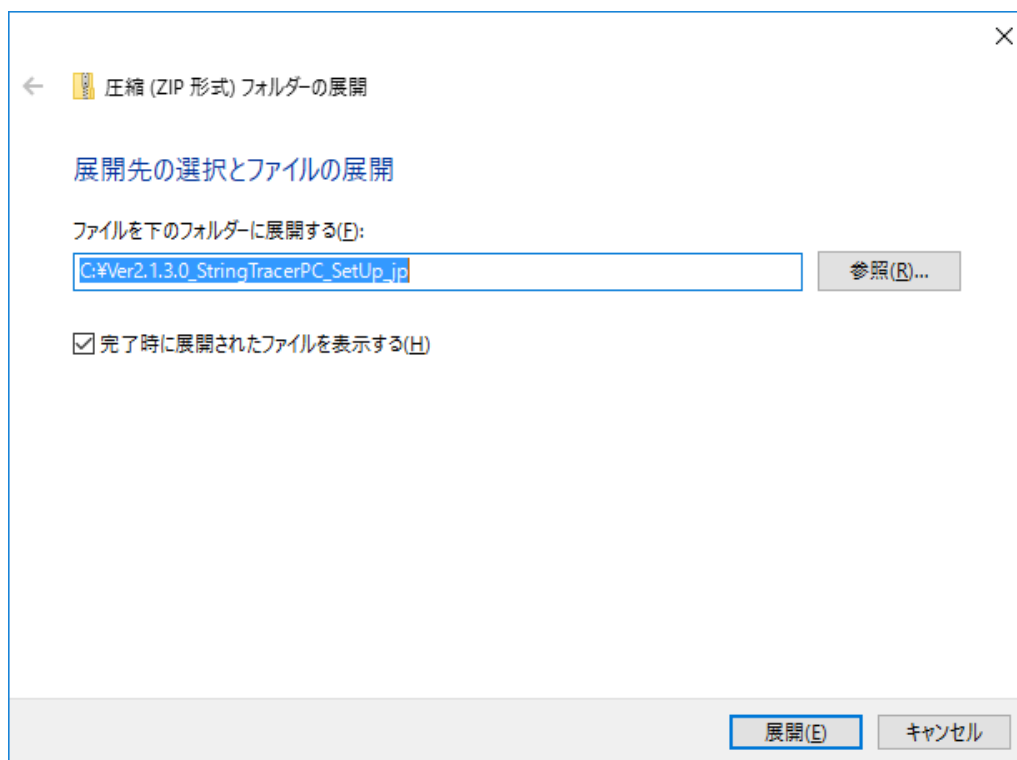 圧縮 (ZIP 形式) フォルダーの展開
展開先の選択とファイルの展開
ファイルを下のフォルダーに展開する(F):
C:¥Ver2.1.3.0_StringTracerPC_SetUp_jp
参照(R)...
完了時に展開されたファイルを表示する(H)
展開(E)
キャンセル